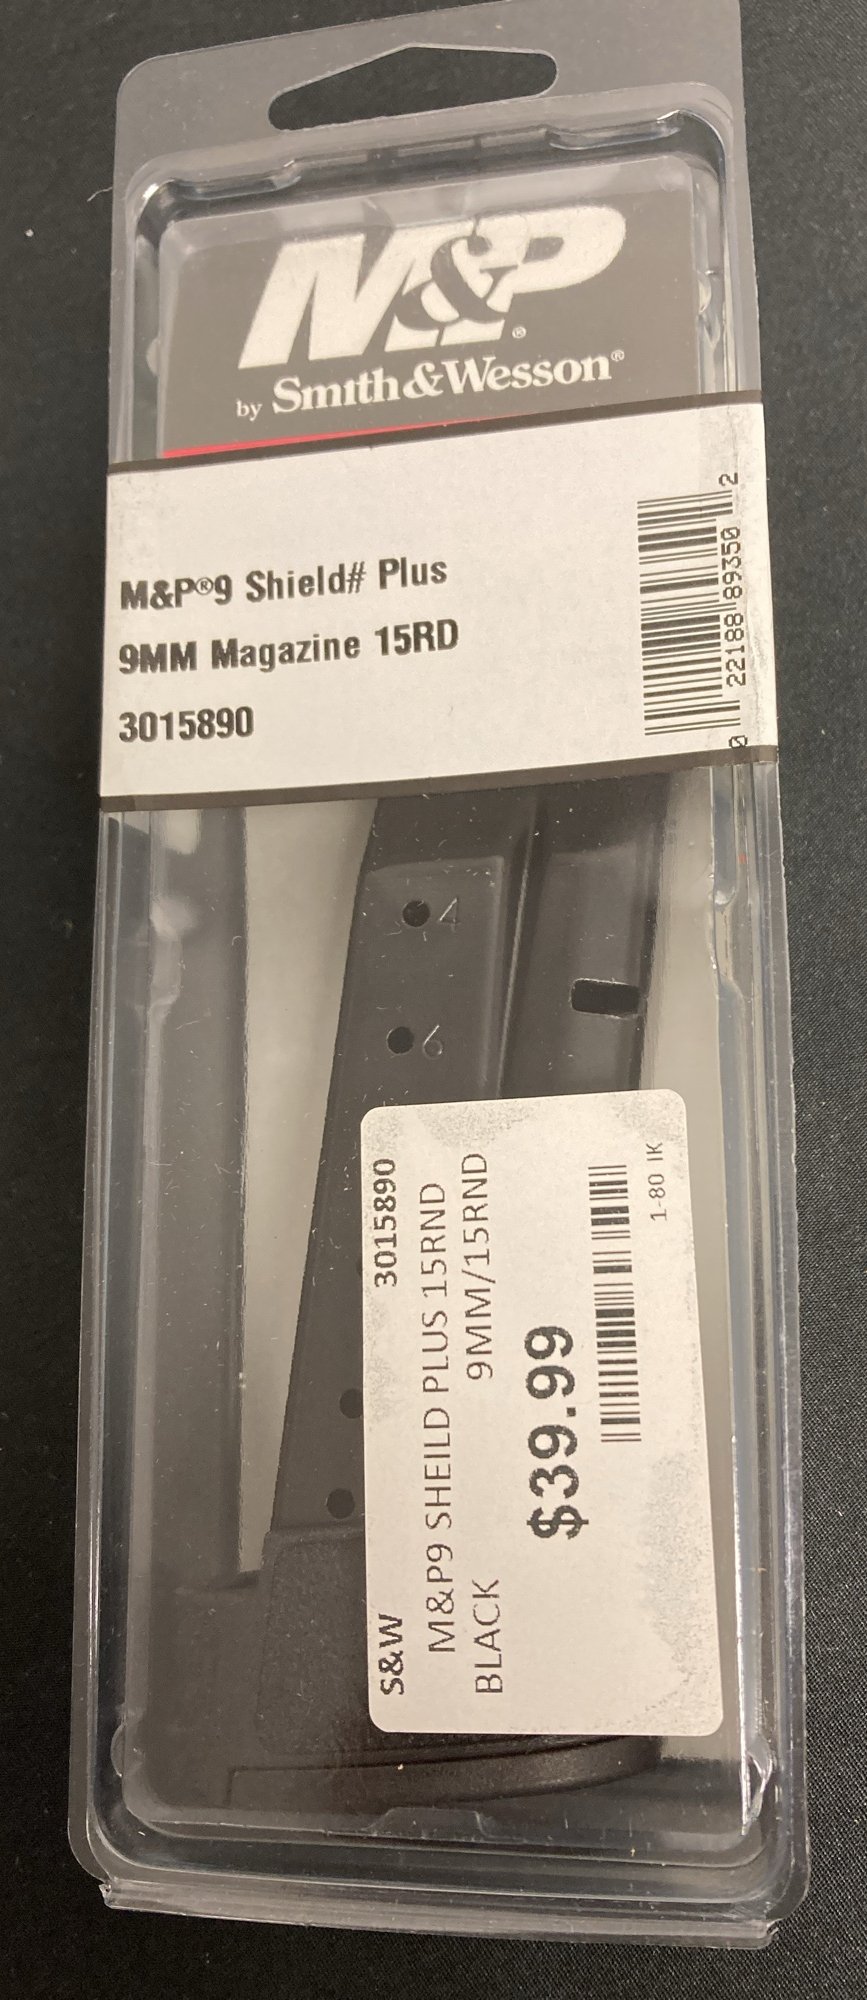 M&P®
by Smith&Wesson®
M&P®9 Shield# Plus
9MM Magazine 15RD
3015890
0 22188 89350 2
4
6
S&W 3015890
M&P9 SHEILD PLUS 15RND
BLACK 9MM/15RND
$39.99
1-80 IK